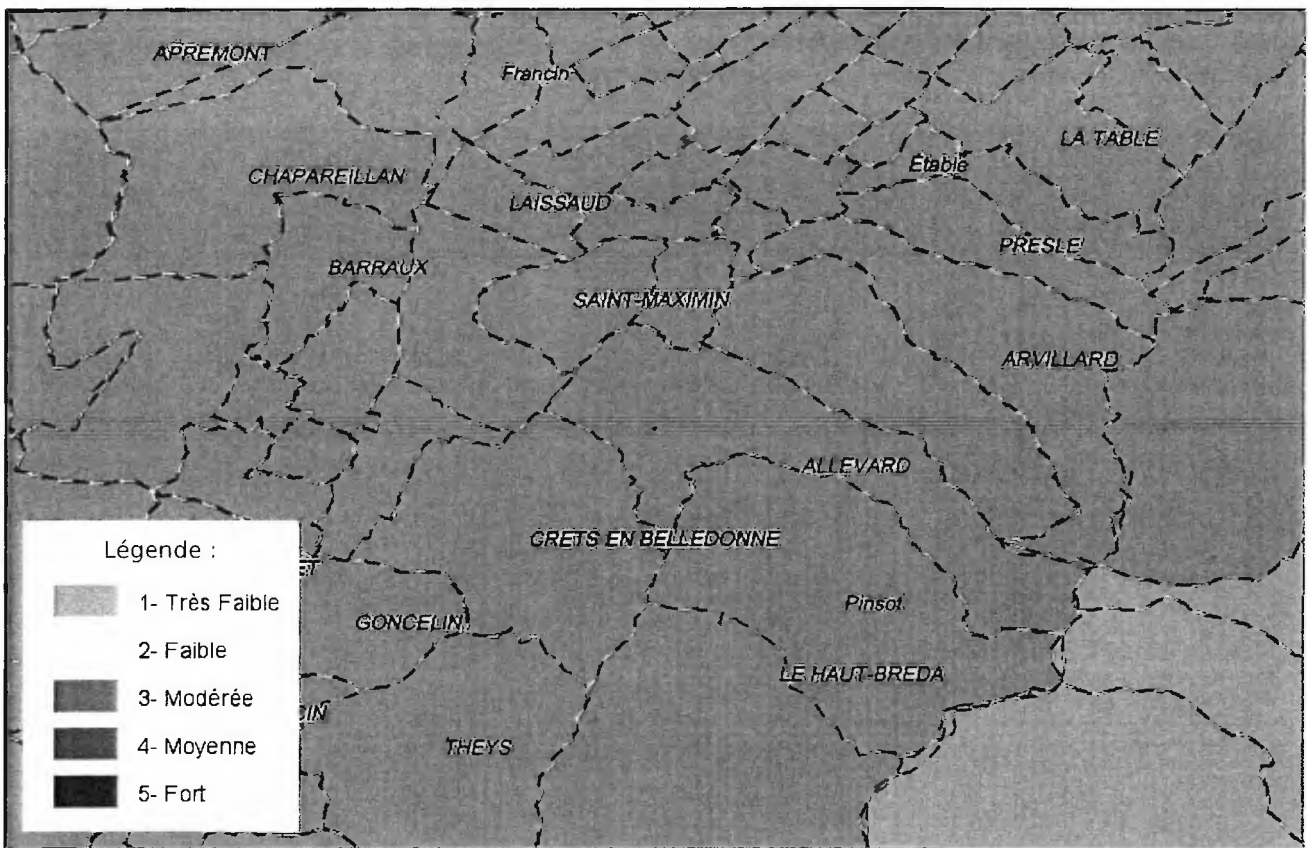 APREMONT
Francin
LA TABLE
Étable
CHAPAREILLAN
LAISSAUD
PRESLE
BARRAUX
SAINT-MAXIMIN
ARVILLARD
ALLEVARD
CRETS EN BELLEDONNE
Légende :
1- Très Faible
2- Faible
3- Modérée
4- Moyenne
5- Fort
GONCELIN
Pinsot
LE HAUT-BREDA
CIN
THEYS